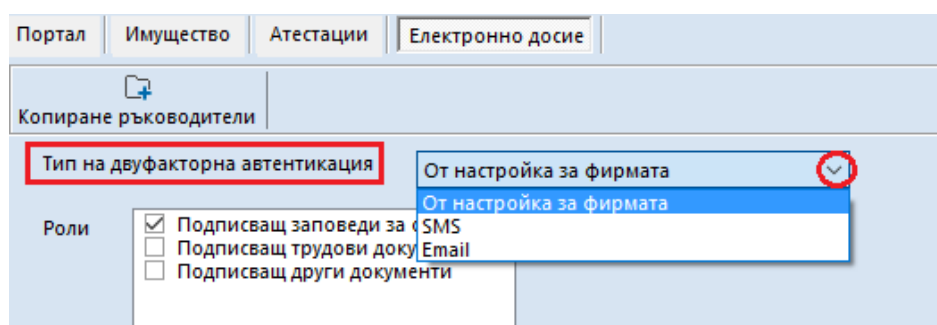 Портал Имущество Атестации Електронно досие
Копиране ръководители
Тип на двуфакторна автентикация От настройка за фирмата
От настройка за фирмата
SMS
Email
Роли
Подписващ заповеди за
Подписващ трудови
Подписващ други документи